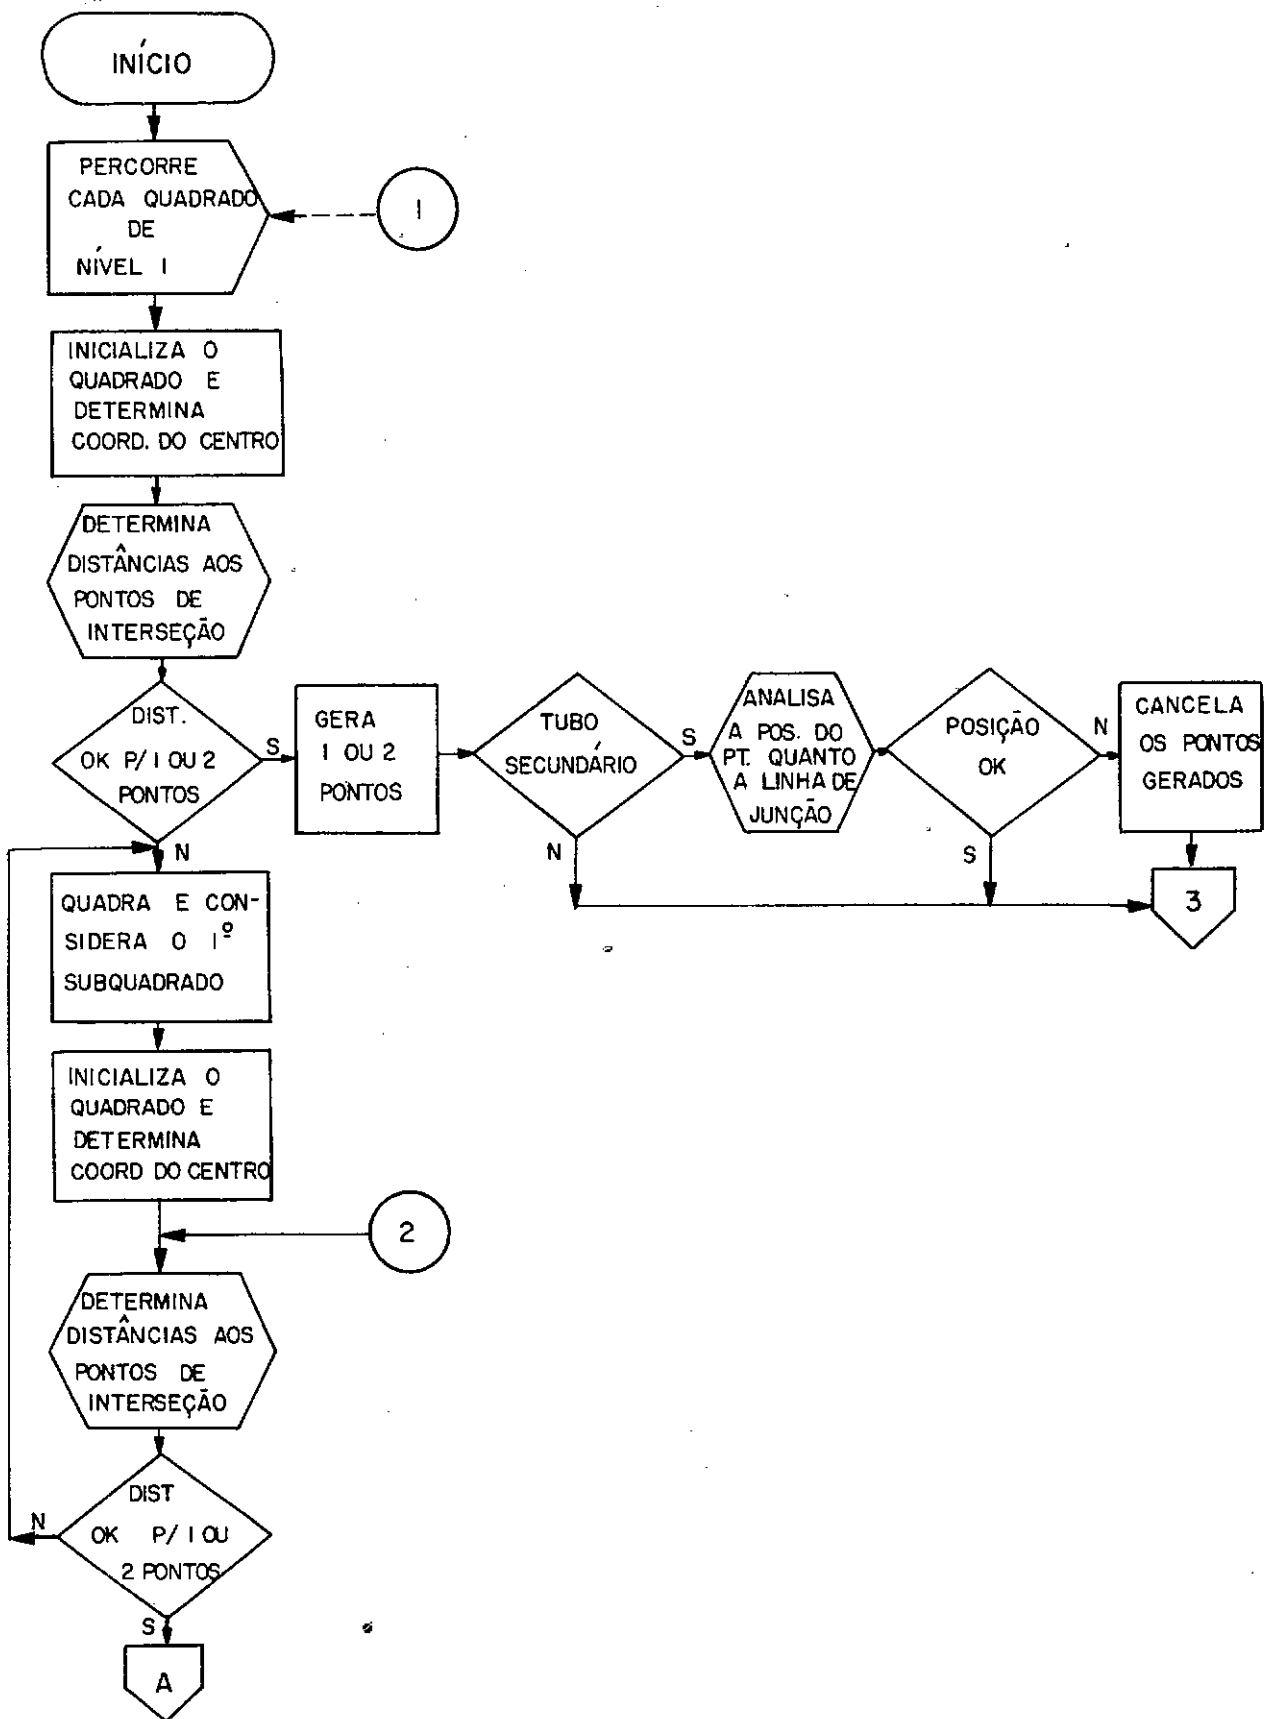 INÍCIO
PERCORRE
CADA QUADRADO
DE
NÍVEL 1
1
INICIALIZA O
QUADRADO E
DETERMINA
COORD. DO CENTRO
DETERMINA
DISTÂNCIAS AOS
PONTOS DE
INTERSEÇÃO
DIST.
OK P/ 1 OU 2
PONTOS
S
N
GERA
1 OU 2
PONTOS
TUBO
SECUNDÁRIO
S
N
ANALISA
A POS. DO
PT. QUANTO
A LINHA DE
JUNÇÃO
POSIÇÃO
OK
N
S
CANCELA
OS PONTOS
GERADOS
3
QUADRA E CON-
SIDERA O 1º
SUBQUADRADO
INICIALIZA O
QUADRADO E
DETERMINA
COORD DO CENTRO
2
DETERMINA
DISTÂNCIAS AOS
PONTOS DE
INTERSEÇÃO
DIST
OK P/ 1 OU
2 PONTOS
N
S
A